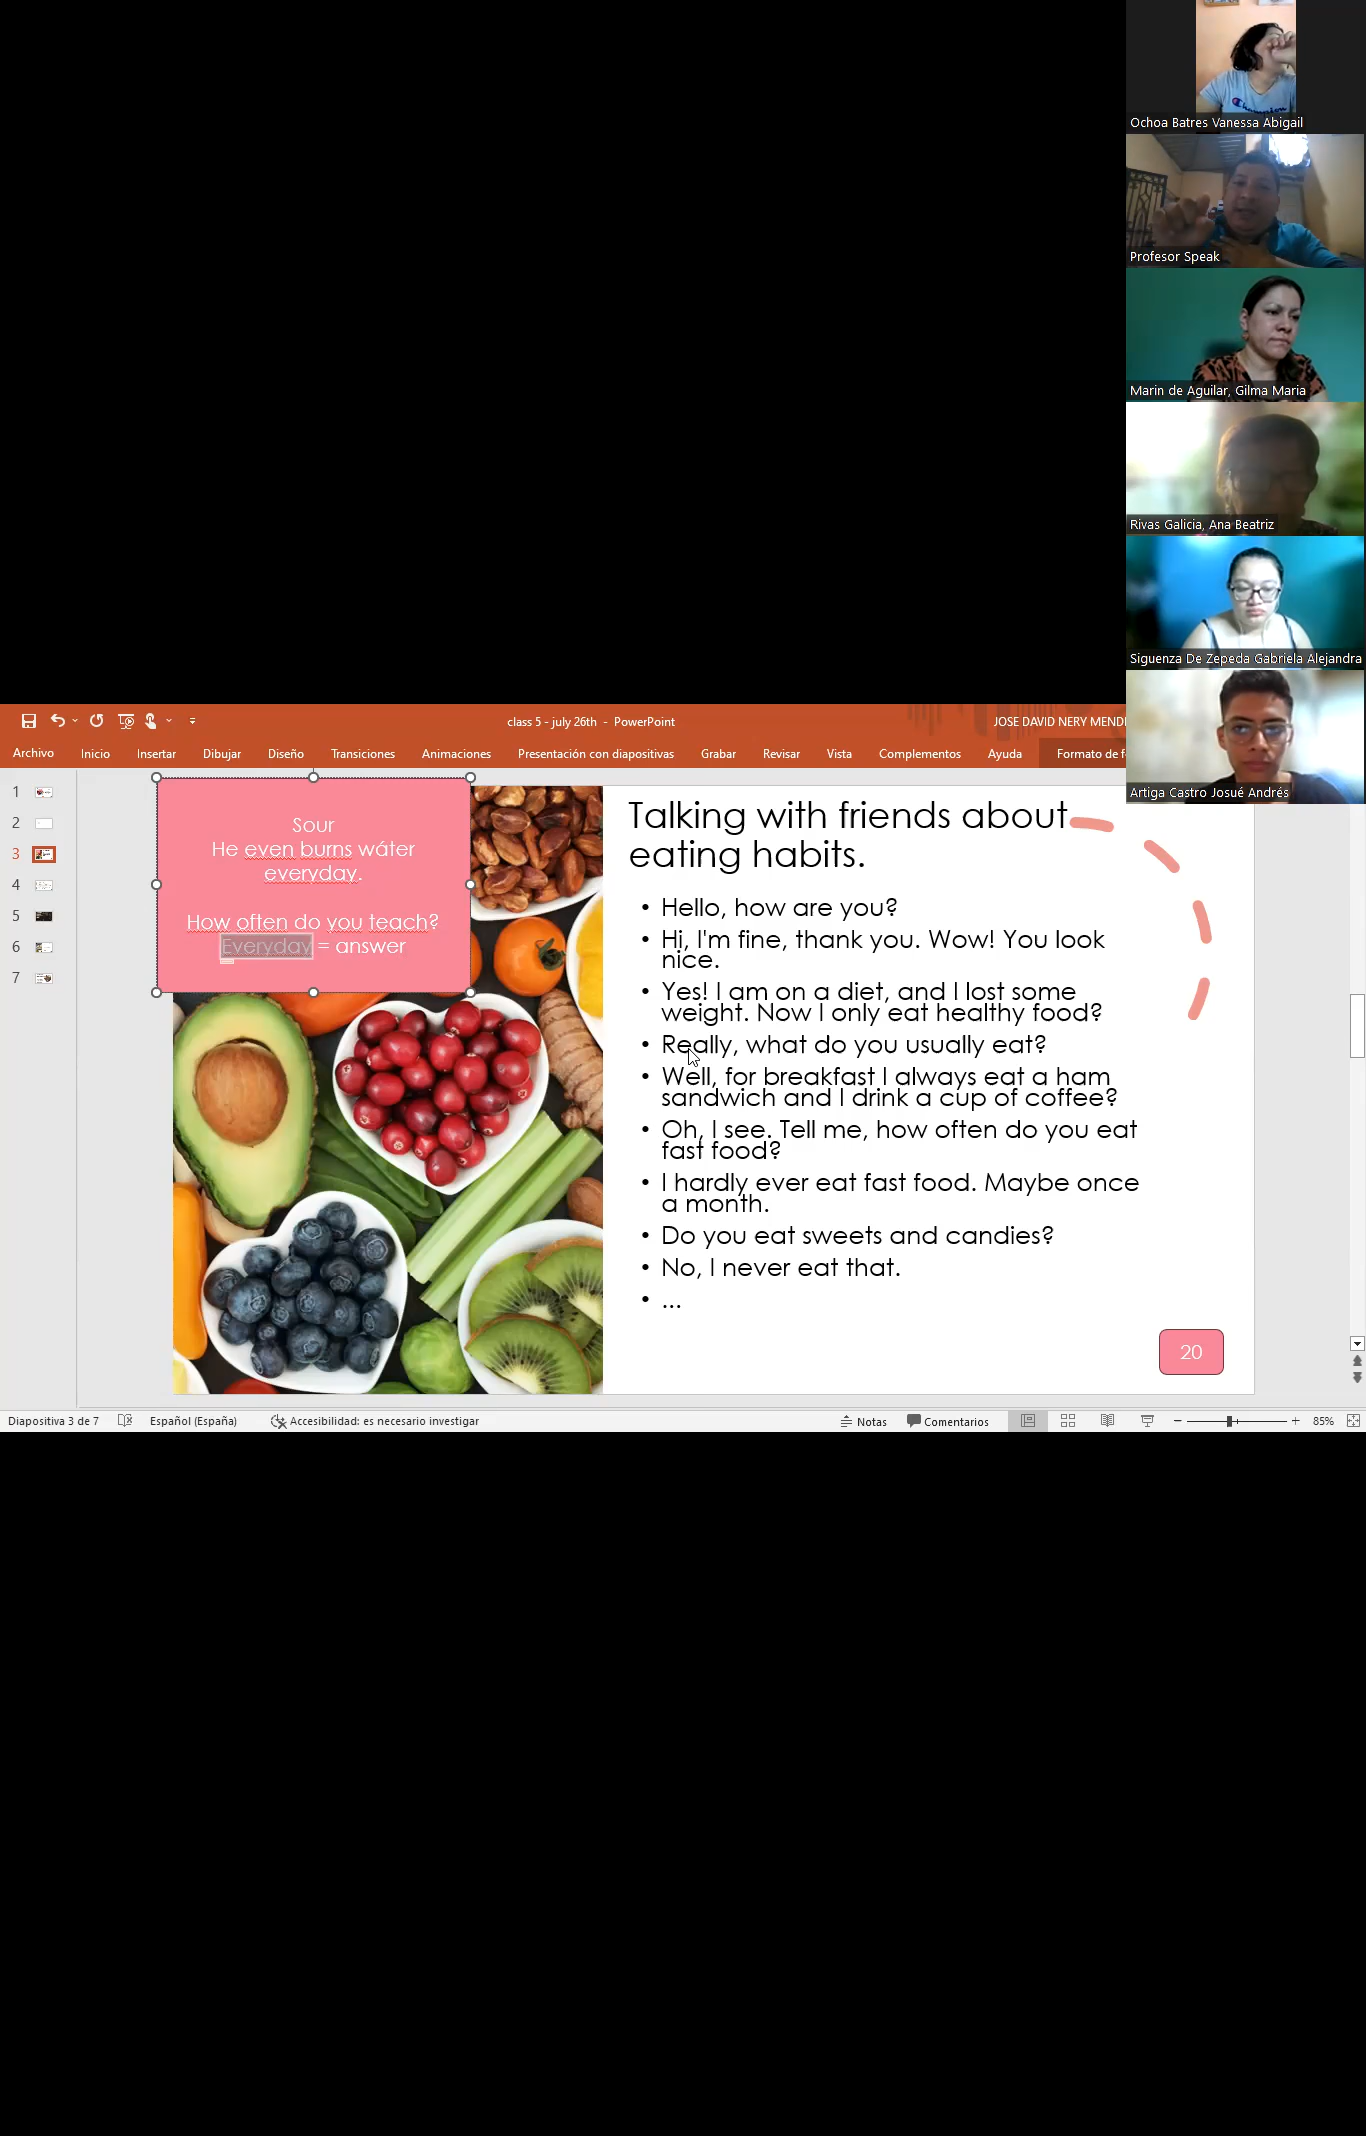 Ochoa Batres Vanessa Abigail
Profesor Speak
Marin de Aguilar, Gilma Maria
Rivas Galicia, Ana Beatriz
Siguenza De Zepeda Gabriela Alejandra
Artiga Castro Josué Andrés
class 5 - july 26th - PowerPoint
JOSE DAVID NERY MEND
Archivo Inicio Insertar Dibujar Diseño Transiciones Animaciones Presentación con diapositivas Grabar Revisar Vista Complementos Ayuda Formato de f
1
2
3
4
5
6
7
Sour
He even burns wáter
everyday.
How often do you teach?
Everyday = answer
Talking with friends about
eating habits.
• Hello, how are you?
• Hi, I'm fine, thank you. Wow! You look
nice.
• Yes! I am on a diet, and I lost some
weight. Now I only eat healthy food?
• Really, what do you usually eat?
• Well, for breakfast I always eat a ham
sandwich and I drink a cup of coffee?
• Oh, I see. Tell me, how often do you eat
fast food?
• I hardly ever eat fast food. Maybe once
a month.
• Do you eat sweets and candies?
• No, I never eat that.
• ...
20
Diapositiva 3 de 7 Español (España) Accesibilidad: es necesario investigar Notas Comentarios 85%